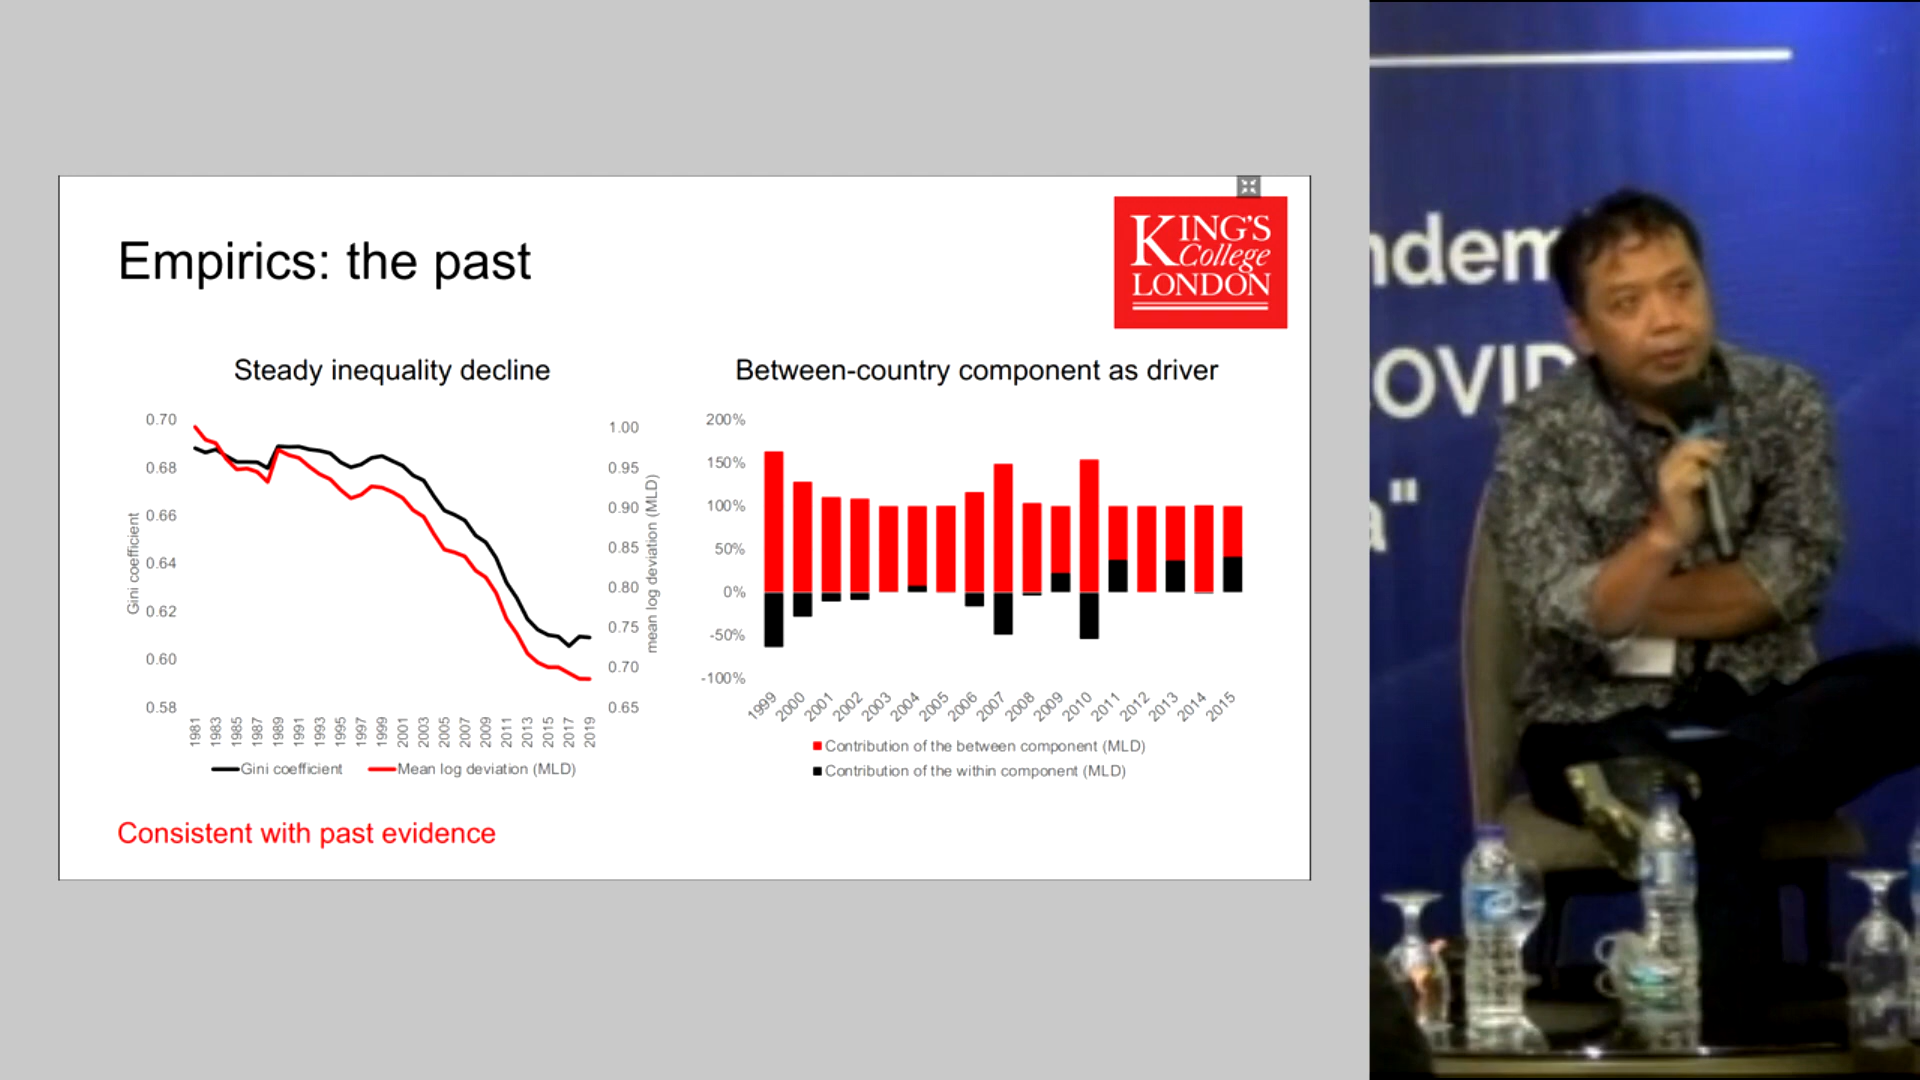 Empirics: the past
KING'S
College
LONDON
Steady inequality decline
Between-country component as driver
0.70
0.68
0.66
0.64
0.62
0.60
0.58
Gini coefficient
1.00
0.95
0.90
0.85
0.80
0.75
0.70
0.65
mean log deviation (MLD)
1981 1983 1985 1987 1989 1991 1993 1995 1997 1999 2001 2003 2005 2007 2009 2011 2013 2015 2017 2019
Gini coefficient Mean log deviation (MLD)
200%
150%
100%
50%
0%
-50%
-100%
1999 2000 2001 2002 2003 2004 2005 2006 2007 2008 2009 2010 2011 2012 2013 2014 2015
Contribution of the between component (MLD)
Contribution of the within component (MLD)
Consistent with past evidence
ndem
OVID
a"